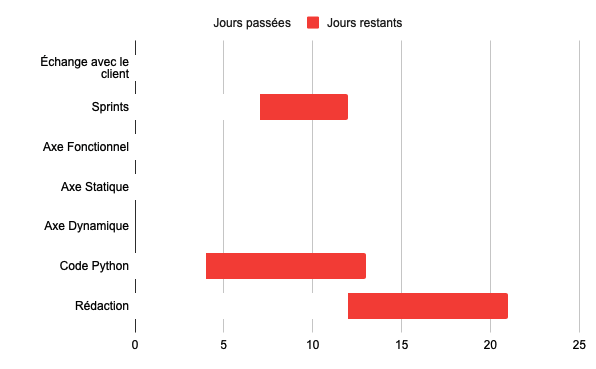 Jours passées
Jours restants
Échange avec le
client
Sprints
Axe Fonctionnel
Axe Statique
Axe Dynamique
Code Python
Rédaction
0 5 10 15 20 25